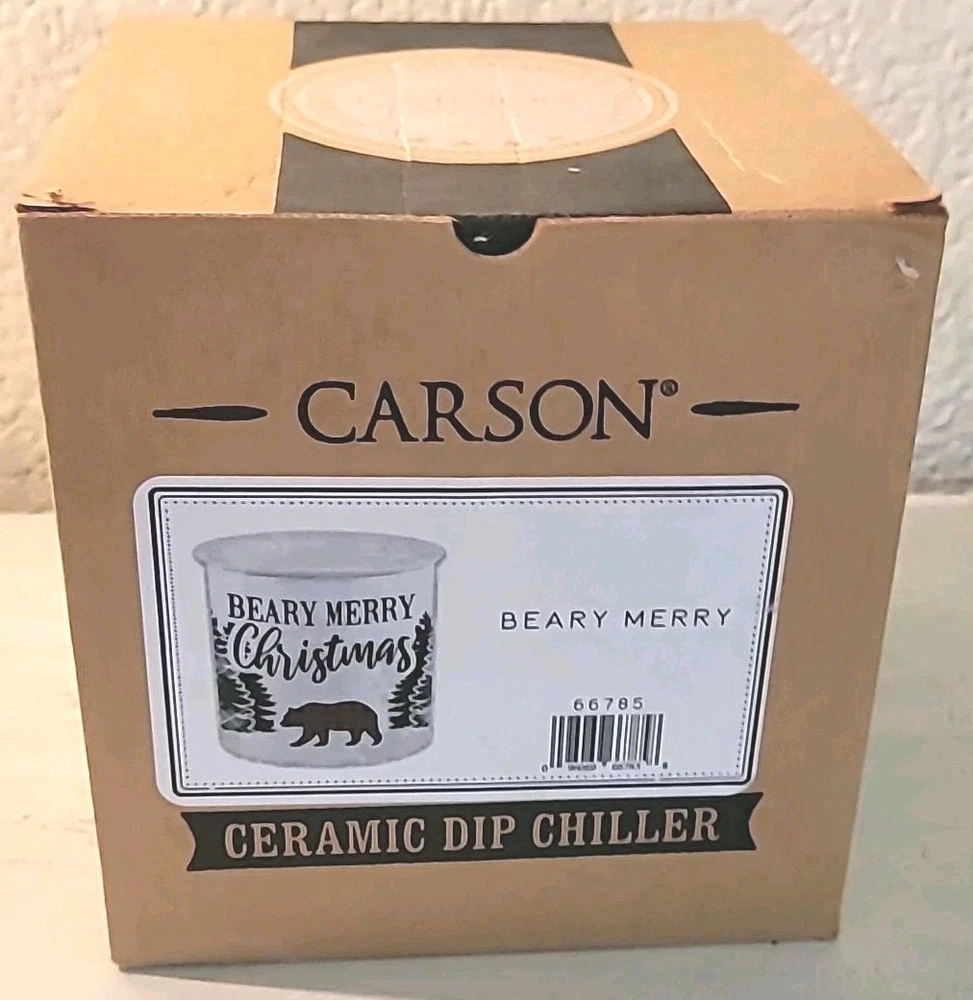 CARSON®
BEARY MERRY
Christmas
BEARY MERRY
66785
CERAMIC DIP CHILLER